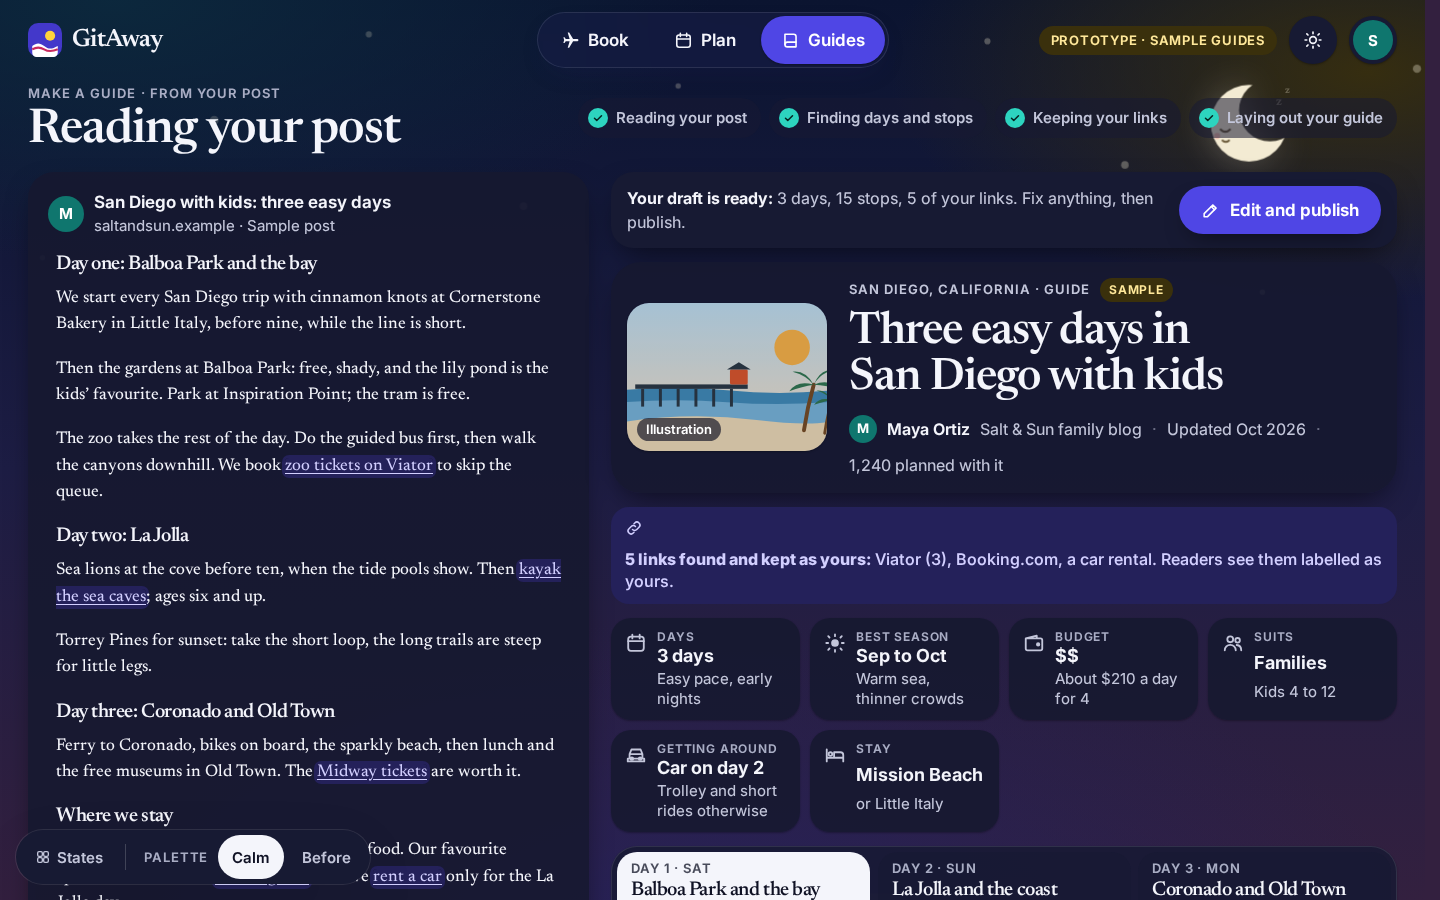 GitAway
Book
Plan
Guides
PROTOTYPE · SAMPLE GUIDES
S
MAKE A GUIDE · FROM YOUR POST
Reading your post
Reading your post
Finding days and stops
Keeping your links
Laying out your guide
z
z
M
San Diego with kids: three easy days
saltandsun.example · Sample post
Day one: Balboa Park and the bay
We start every San Diego trip with cinnamon knots at Cornerstone
Bakery in Little Italy, before nine, while the line is short.
Then the gardens at Balboa Park: free, shady, and the lily pond is the
kids’ favourite. Park at Inspiration Point; the tram is free.
The zoo takes the rest of the day. Do the guided bus first, then walk
the canyons downhill. We book zoo tickets on Viator to skip the
queue.
Day two: La Jolla
Sea lions at the cove before ten, when the tide pools show. Then kayak
the sea caves; ages six and up.
Torrey Pines for sunset: take the short loop, the long trails are steep
for little legs.
Day three: Coronado and Old Town
Ferry to Coronado, bikes on board, the sparkly beach, then lunch and
the free museums in Old Town. The Midway tickets are worth it.
Where we stay
food. Our favourite
e rent a car only for the La
States
PALETTE
Calm
Before
Your draft is ready: 3 days, 15 stops, 5 of your links. Fix anything, then
publish.
Edit and publish
Illustration
SAN DIEGO, CALIFORNIA · GUIDE
SAMPLE
Three easy days in
San Diego with kids
M
Maya Ortiz
Salt & Sun family blog · Updated Oct 2026 ·
1,240 planned with it
5 links found and kept as yours: Viator (3), Booking.com, a car rental. Readers see them labelled as
yours.
DAYS
3 days
Easy pace, early
nights
BEST SEASON
Sep to Oct
Warm sea,
thinner crowds
BUDGET
$$
About $210 a day
for 4
SUITS
Families
Kids 4 to 12
GETTING AROUND
Car on day 2
Trolley and short
rides otherwise
STAY
Mission Beach
or Little Italy
DAY 1 · SAT
Balboa Park and the bay
DAY 2 · SUN
La Jolla and the coast
DAY 3 · MON
Coronado and Old Town